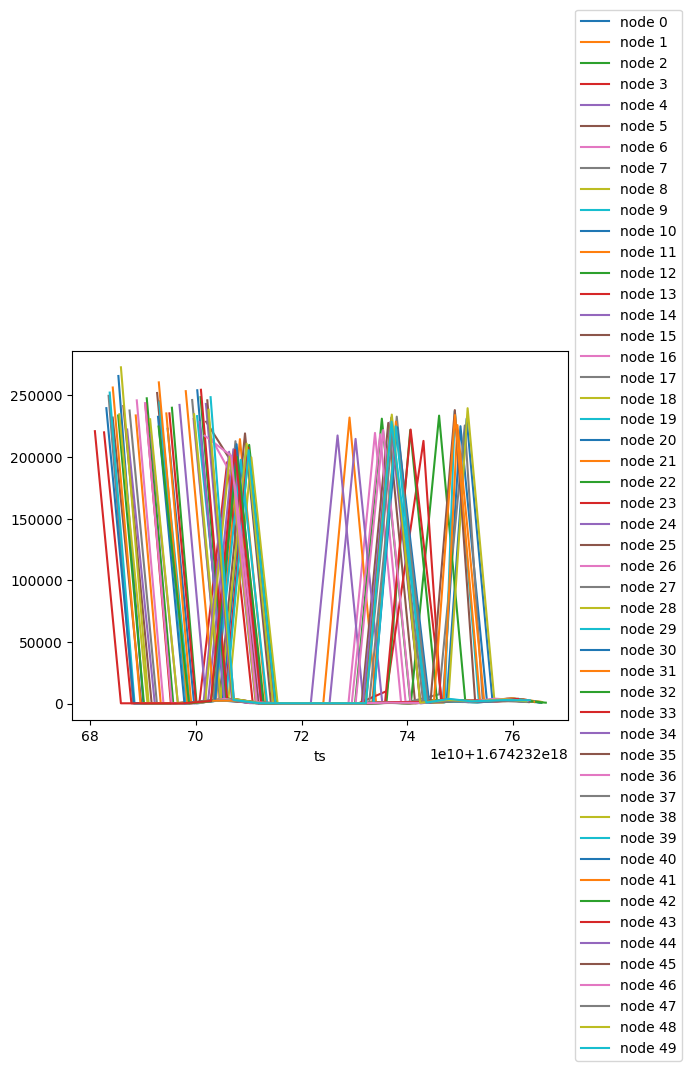 250000
200000
150000
100000
50000
0
68
70
72
74
76
1e10+1.674232e18
ts
node 0
node 1
node 2
node 3
node 4
node 5
node 6
node 7
node 8
node 9
node 10
node 11
node 12
node 13
node 14
node 15
node 16
node 17
node 18
node 19
node 20
node 21
node 22
node 23
node 24
node 25
node 26
node 27
node 28
node 29
node 30
node 31
node 32
node 33
node 34
node 35
node 36
node 37
node 38
node 39
node 40
node 41
node 42
node 43
node 44
node 45
node 46
node 47
node 48
node 49